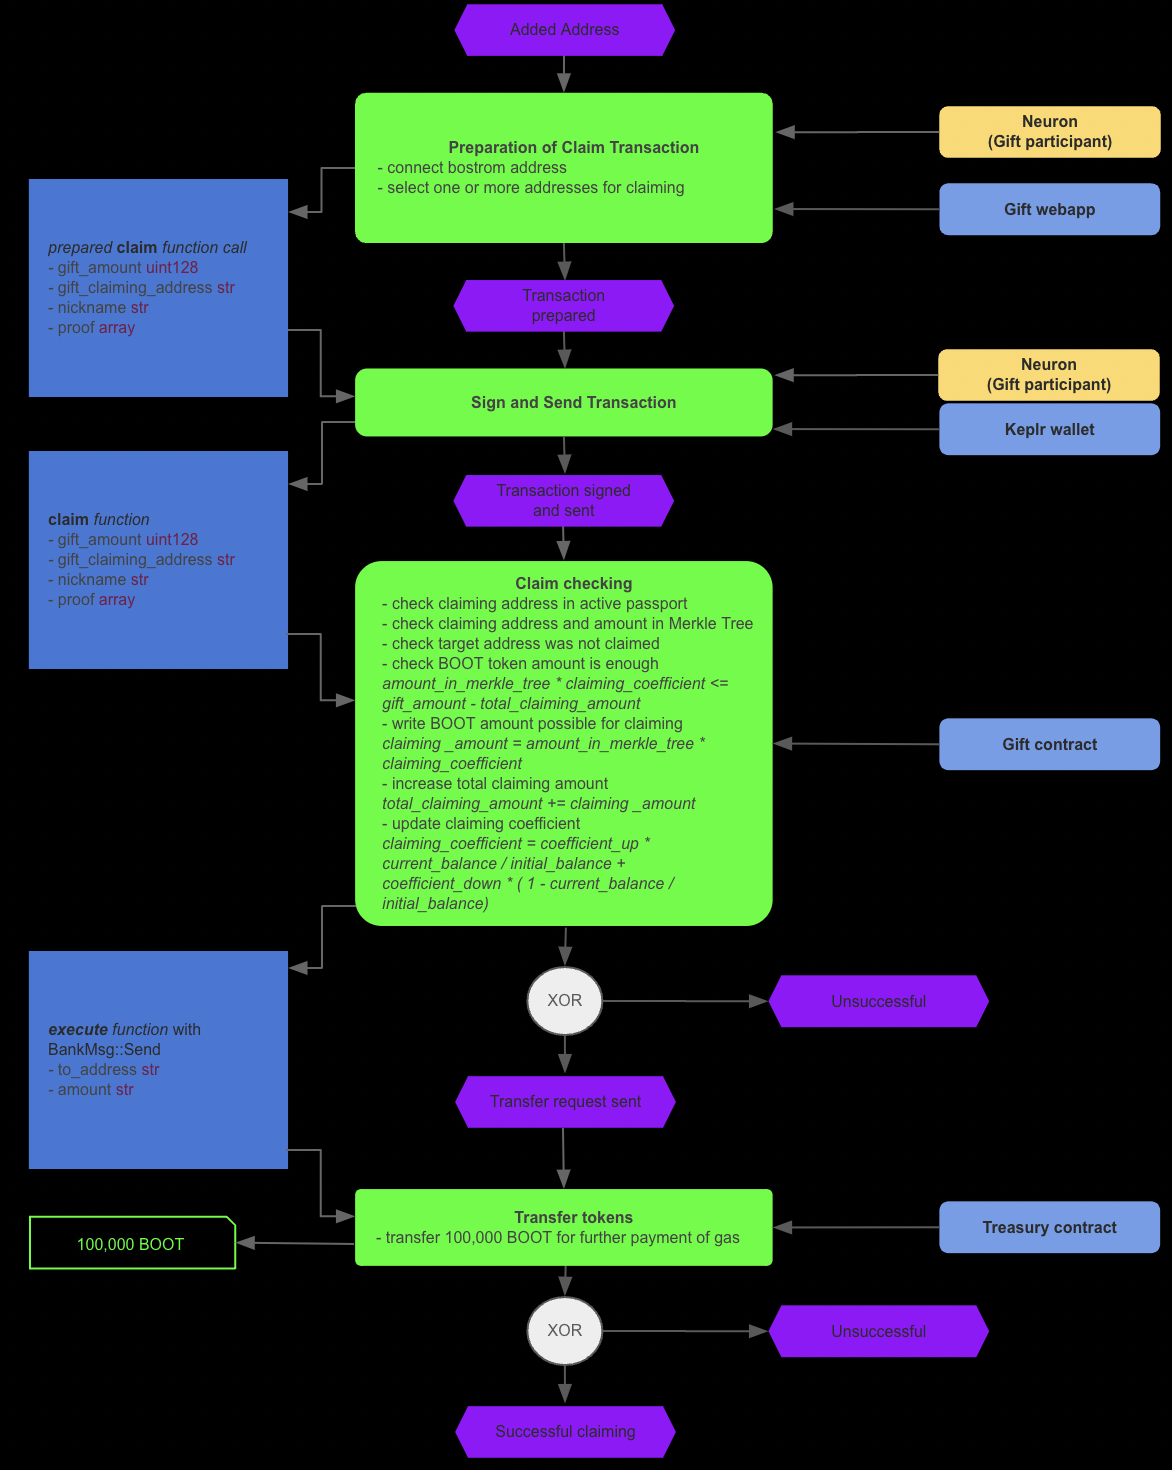 Added Address
Preparation of Claim Transaction
- connect bostrom address
- select one or more addresses for claiming
Neuron
(Gift participant)
Gift webapp
prepared claim function call
- gift_amount uint128
- gift_claiming_address str
- nickname str
- proof array
Transaction
prepared
Sign and Send Transaction
Neuron
(Gift participant)
Keplr wallet
Transaction signed
and sent
claim function
- gift_amount uint128
- gift_claiming_address str
- nickname str
- proof array
Claim checking
- check claiming address in active passport
- check claiming address and amount in Merkle Tree
- check target address was not claimed
- check BOOT token amount is enough
amount_in_merkle_tree * claiming_coefficient <=
gift_amount - total_claiming_amount
- write BOOT amount possible for claiming
claiming _amount = amount_in_merkle_tree *
claiming_coefficient
- increase total claiming amount
total_claiming_amount += claiming _amount
- update claiming coefficient
claiming_coefficient = coefficient_up *
current_balance / initial_balance +
coefficient_down * ( 1 - current_balance /
initial_balance)
Gift contract
XOR
Unsuccessful
execute function with
BankMsg::Send
- to_address str
- amount str
Transfer request sent
Transfer tokens
- transfer 100,000 BOOT for further payment of gas
Treasury contract
100,000 BOOT
XOR
Unsuccessful
Successful claiming